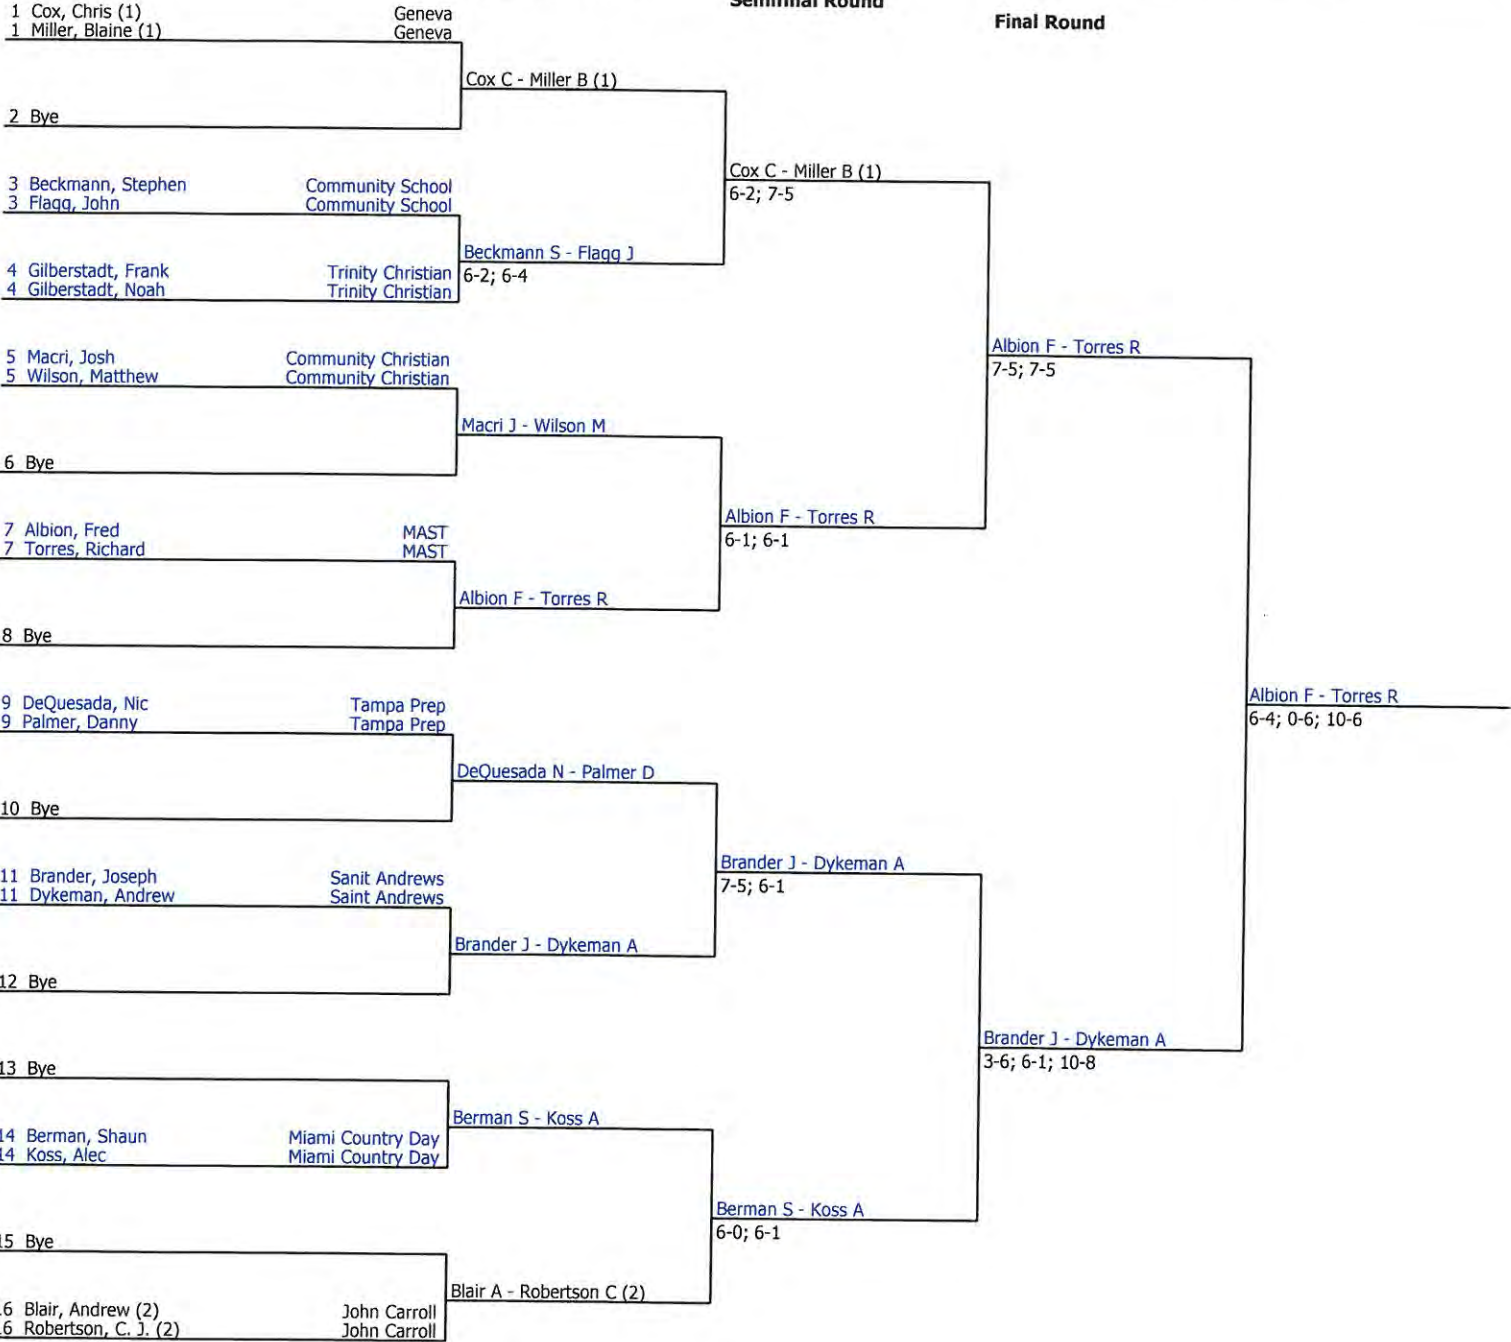 Semifinal Round
Final Round
1 Cox, Chris (1) Geneva
1 Miller, Blaine (1) Geneva
Cox C - Miller B (1)
2 Bye
Cox C - Miller B (1)
6-2; 7-5
3 Beckmann, Stephen Community School
3 Flagg, John Community School
Beckmann S - Flagg J
6-2; 6-4
4 Gilberstadt, Frank Trinity Christian
4 Gilberstadt, Noah Trinity Christian
Albion F - Torres R
7-5; 7-5
5 Macri, Josh Community Christian
5 Wilson, Matthew Community Christian
Macri J - Wilson M
6 Bye
Albion F - Torres R
6-1; 6-1
7 Albion, Fred MAST
7 Torres, Richard MAST
Albion F - Torres R
8 Bye
Albion F - Torres R
6-4; 0-6; 10-6
9 DeQuesada, Nic Tampa Prep
9 Palmer, Danny Tampa Prep
DeQuesada N - Palmer D
10 Bye
Brander J - Dykeman A
7-5; 6-1
11 Brander, Joseph Sanit Andrews
11 Dykeman, Andrew Saint Andrews
Brander J - Dykeman A
12 Bye
Brander J - Dykeman A
3-6; 6-1; 10-8
13 Bye
Berman S - Koss A
14 Berman, Shaun Miami Country Day
14 Koss, Alec Miami Country Day
Berman S - Koss A
6-0; 6-1
15 Bye
Blair A - Robertson C (2)
16 Blair, Andrew (2) John Carroll
16 Robertson, C. J. (2) John Carroll